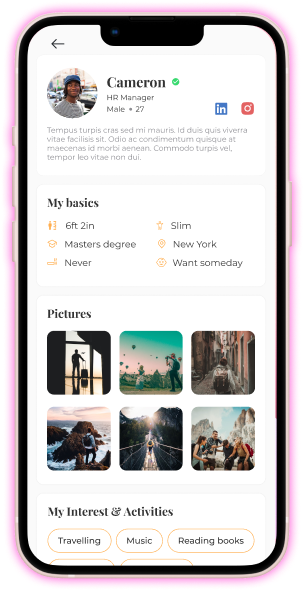 Cameron
HR Manager
Male • 27
Tempus turpis cras sed mi mauris. Id duis quis viverra
vitae facilisis sit. Odio ac condimentum quisque at
maecenas id morbi aenean. Commodo turpis vel,
tempor leo vitae non dui.
My basics
6ft 2in Slim
Masters degree New York
Never Want someday
Pictures
My Interest & Activities
Travelling Music Reading books